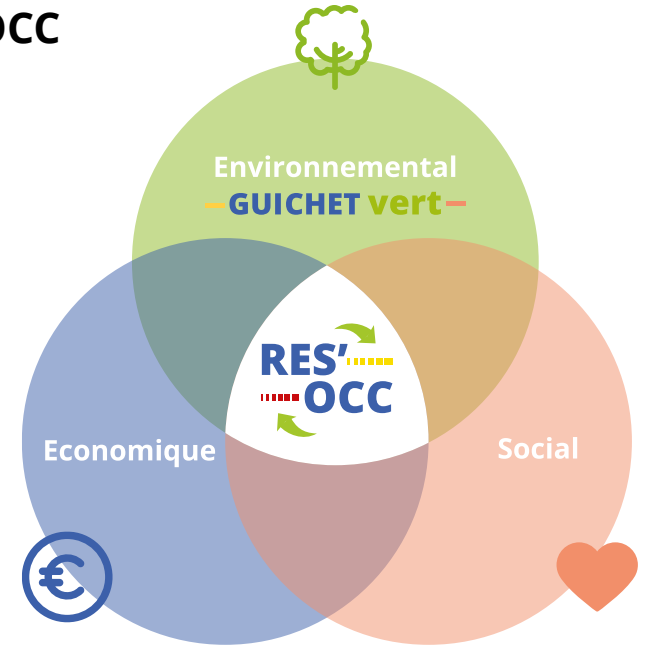 OCC
Environnemental
GUICHET vert
RES’
OCC
Economique
Social
€